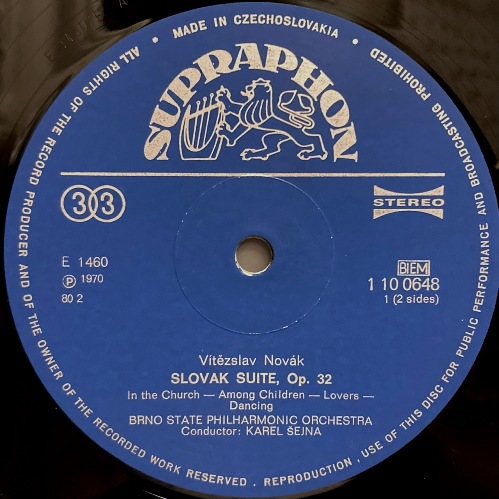 ALL RIGHTS OF THE RECORD PRODUCER AND OF THE OWNER OF THE RECORDED WORK RESERVED . REPRODUCTION, USE OF THIS DISC FOR PUBLIC PERFORMANCE AND BROADCASTING PROHIBITED
• MADE IN CZECHOSLOVAKIA •
SUPRAPHON
33
STEREO
E 1460
℗ 1970
80 2
BIEM
1 10 0648
1 (2 sides)
Vítězslav Novák
SLOVAK SUITE, Op. 32
In the Church — Among Children — Lovers —
Dancing
BRNO STATE PHILHARMONIC ORCHESTRA
Conductor: KAREL ŠEJNA